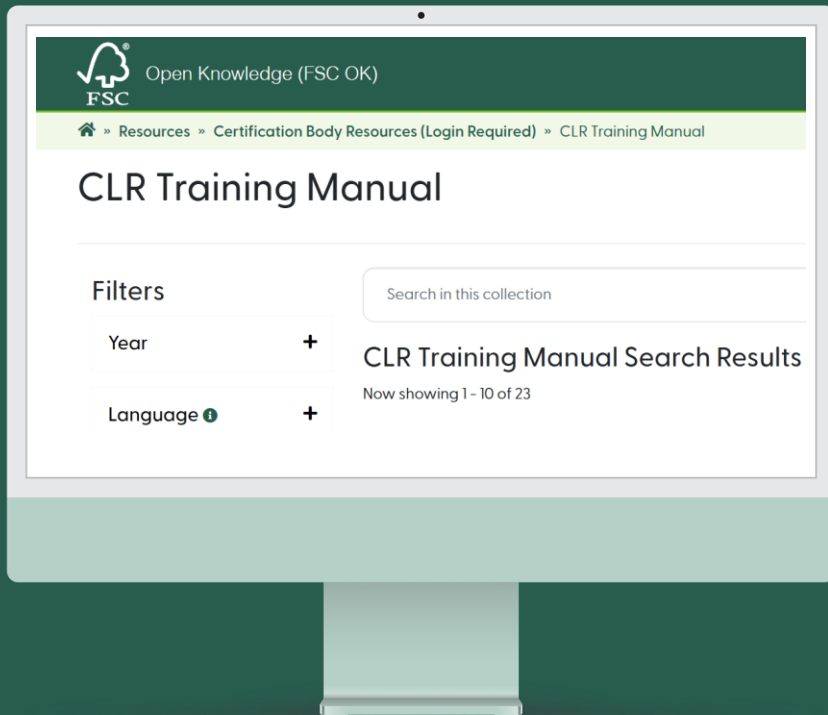 Open Knowledge (FSC OK)
FSC®
» Resources » Certification Body Resources (Login Required) » CLR Training Manual
CLR Training Manual
Filters
Search in this collection
Year +
CLR Training Manual Search Results
Now showing 1 - 10 of 23
Language +